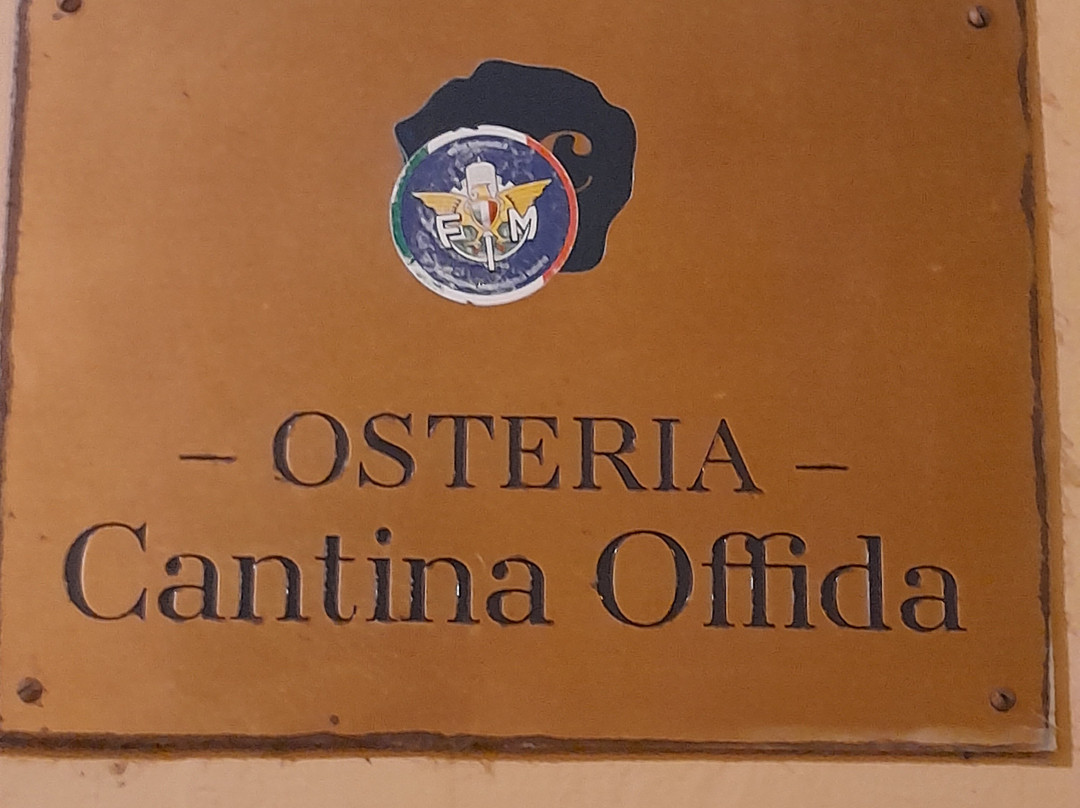 C
F M
– OSTERIA –
Cantina Offida